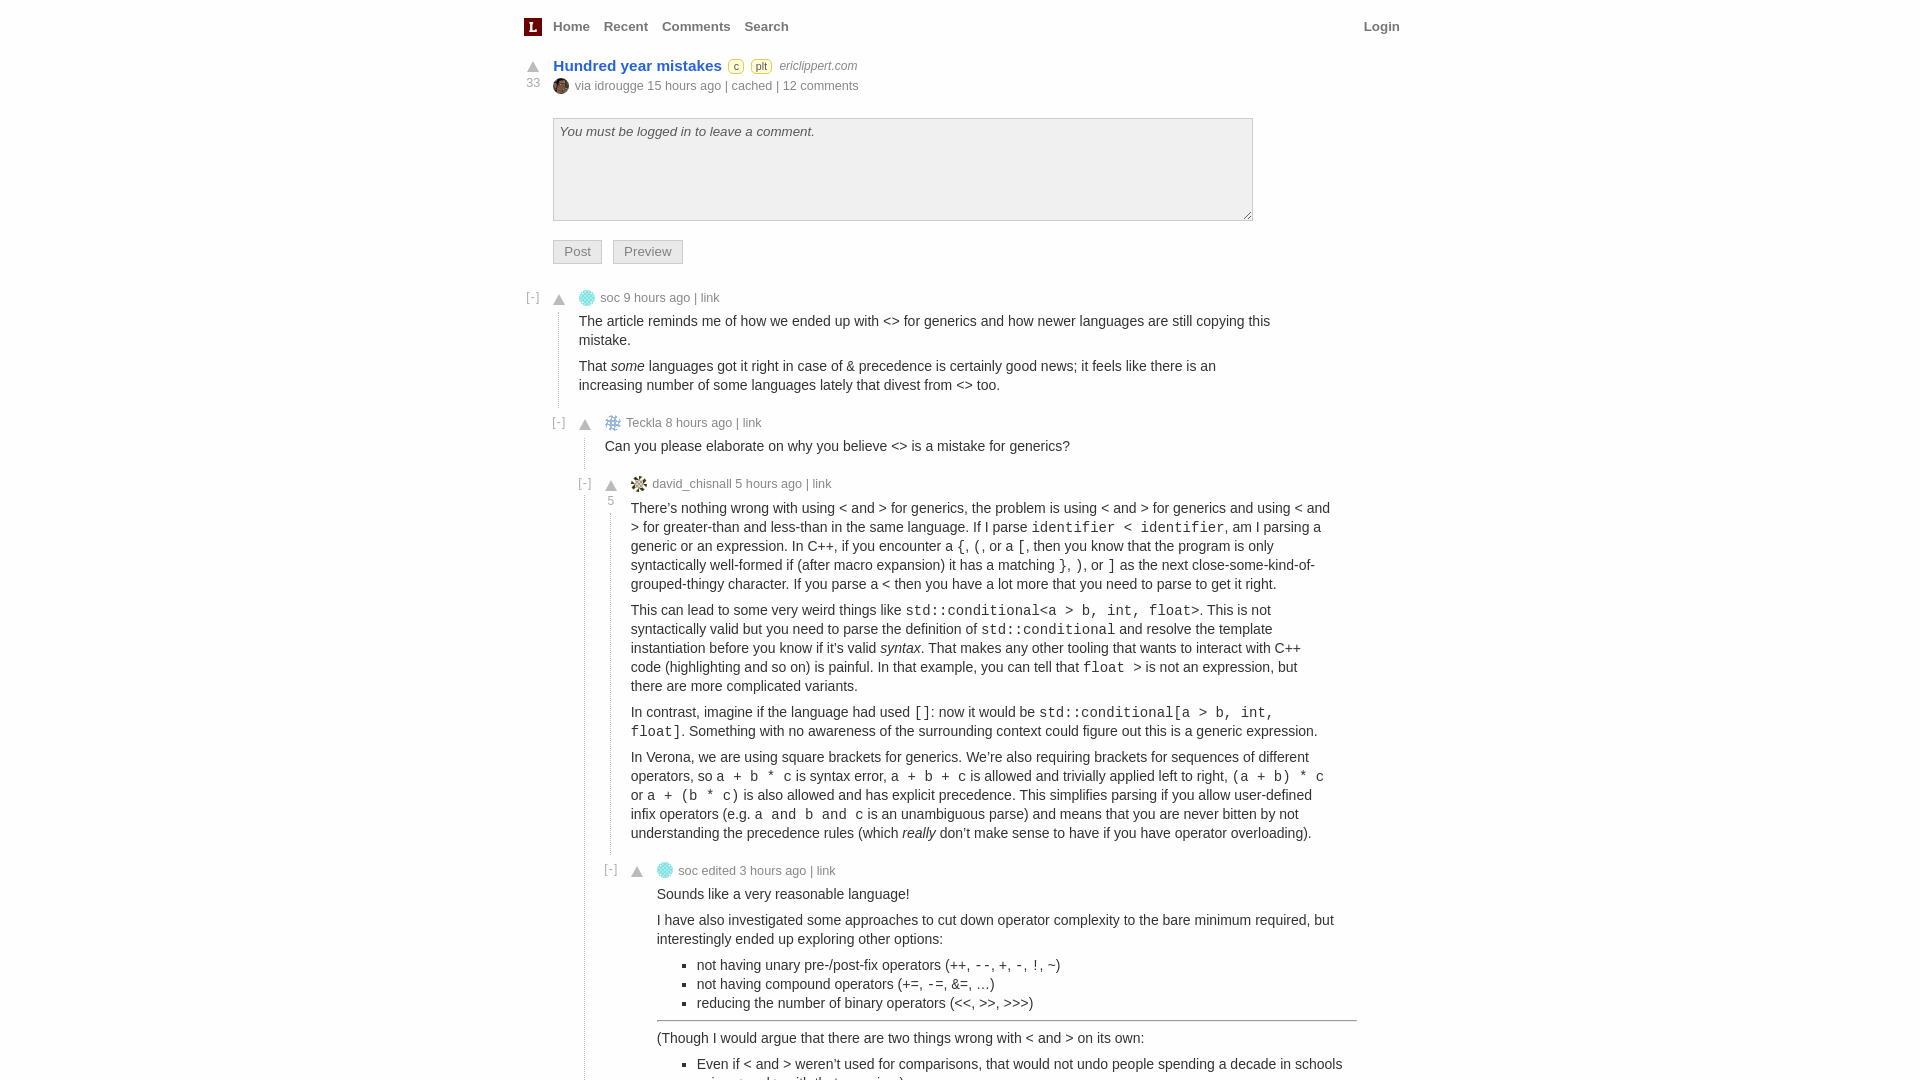 L Home Recent Comments Search Login
Hundred year mistakes c plt ericlippert.com
33 via idrougge 15 hours ago | cached | 12 comments
You must be logged in to leave a comment.
Post Preview
[-] soc 9 hours ago | link
The article reminds me of how we ended up with <> for generics and how newer languages are still copying this
mistake.
That some languages got it right in case of & precedence is certainly good news; it feels like there is an
increasing number of some languages lately that divest from <> too.
[-] Teckla 8 hours ago | link
Can you please elaborate on why you believe <> is a mistake for generics?
[-] david_chisnall 5 hours ago | link
5
There’s nothing wrong with using < and > for generics, the problem is using < and > for generics and using < and
> for greater-than and less-than in the same language. If I parse identifier < identifier, am I parsing a
generic or an expression. In C++, if you encounter a {, (, or a [, then you know that the program is only
syntactically well-formed if (after macro expansion) it has a matching }, ), or ] as the next close-some-kind-of-
grouped-thingy character. If you parse a < then you have a lot more that you need to parse to get it right.
This can lead to some very weird things like std::conditional<a > b, int, float>. This is not
syntactically valid but you need to parse the definition of std::conditional and resolve the template
instantiation before you know if it’s valid syntax. That makes any other tooling that wants to interact with C++
code (highlighting and so on) is painful. In that example, you can tell that float > is not an expression, but
there are more complicated variants.
In contrast, imagine if the language had used []: now it would be std::conditional[a > b, int,
float]. Something with no awareness of the surrounding context could figure out this is a generic expression.
In Verona, we are using square brackets for generics. We’re also requiring brackets for sequences of different
operators, so a + b * c is syntax error, a + b + c is allowed and trivially applied left to right, (a + b) * c
or a + (b * c) is also allowed and has explicit precedence. This simplifies parsing if you allow user-defined
infix operators (e.g. a and b and c is an unambiguous parse) and means that you are never bitten by not
understanding the precedence rules (which really don’t make sense to have if you have operator overloading).
[-] soc edited 3 hours ago | link
Sounds like a very reasonable language!
I have also investigated some approaches to cut down operator complexity to the bare minimum required, but
interestingly ended up exploring other options:
not having unary pre-/post-fix operators (++, --, +, -, !, ~)
not having compound operators (+=, -=, &=, …)
reducing the number of binary operators (<<, >>, >>>)
(Though I would argue that there are two things wrong with < and > on its own:
Even if < and > weren’t used for comparisons, that would not undo people spending a decade in schools